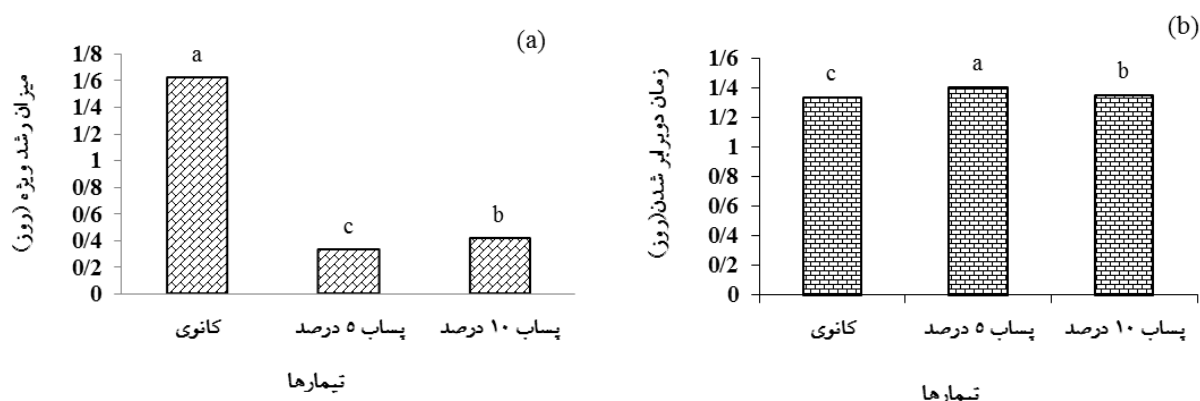 (a)
میزان رشد ویژه (روز)
1/8
1/6
1/4
1/2
1
0/8
0/6
0/4
0/2
0
a
c
b
کانوی
پساب ۵ درصد
پساب ۱۰ درصد
تیمارها
(b)
زمان دوبرابر شدن(روز)
1/6
1/4
1/2
1
0/8
0/6
0/4
0/2
0
c
a
b
کانوی
پساب ۵ درصد
پساب ۱۰ درصد
تیمارها